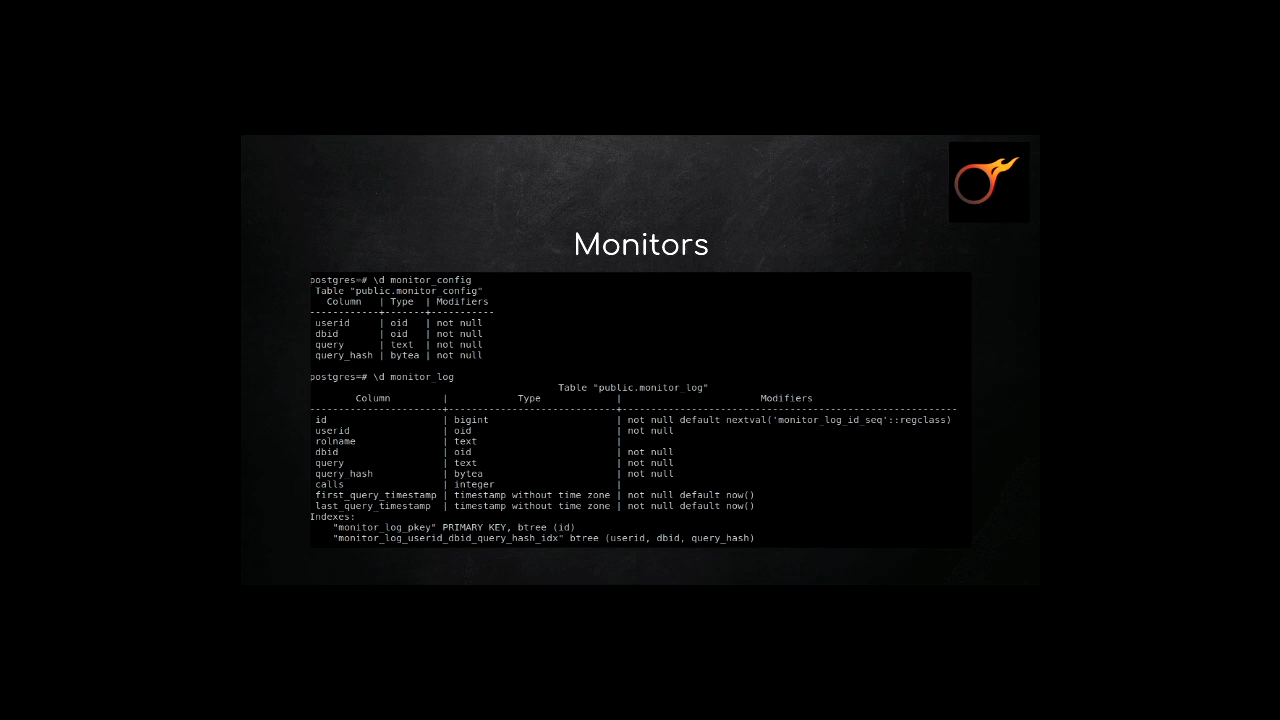 Monitors
postgres=# \d monitor_config
Table "public.monitor_config"
Column | Type | Modifiers
------------+-------+-----------
userid | oid | not null
dbid | oid | not null
query | text | not null
query_hash | bytea | not null
postgres=# \d monitor_log
Table "public.monitor_log"
Column | Type | Modifiers
-----------------------+-----------------------------+----------------------------------------------------------
id | bigint | not null default nextval('monitor_log_id_seq'::regclass)
userid | oid | not null
rolname | text |
dbid | oid | not null
query | text | not null
query_hash | bytea | not null
calls | integer |
first_query_timestamp | timestamp without time zone | not null default now()
last_query_timestamp | timestamp without time zone | not null default now()
Indexes:
"monitor_log_pkey" PRIMARY KEY, btree (id)
"monitor_log_userid_dbid_query_hash_idx" btree (userid, dbid, query_hash)